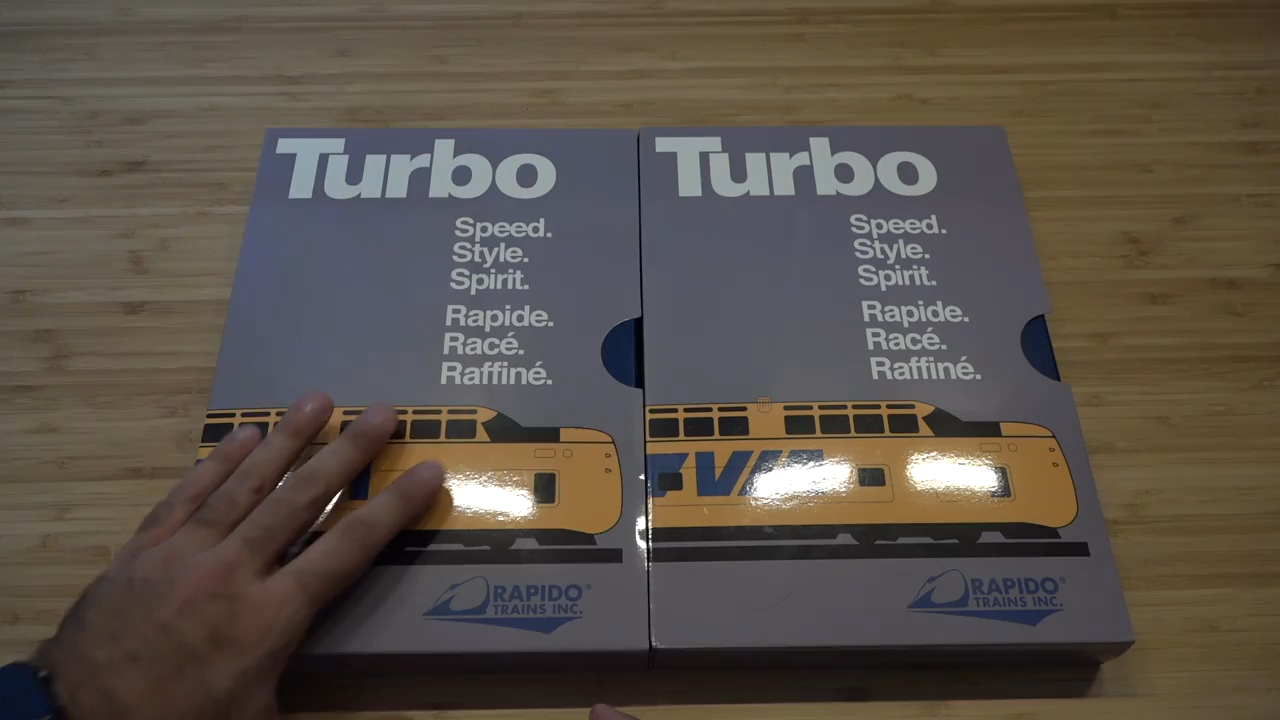 Turbo
Speed.
Style.
Spirit.
Rapide.
Racé.
Raffiné.
RAPIDO®
TRAINS INC.
Turbo
Speed.
Style.
Spirit.
Rapide.
Racé.
Raffiné.
VIA
RAPIDO®
TRAINS INC.